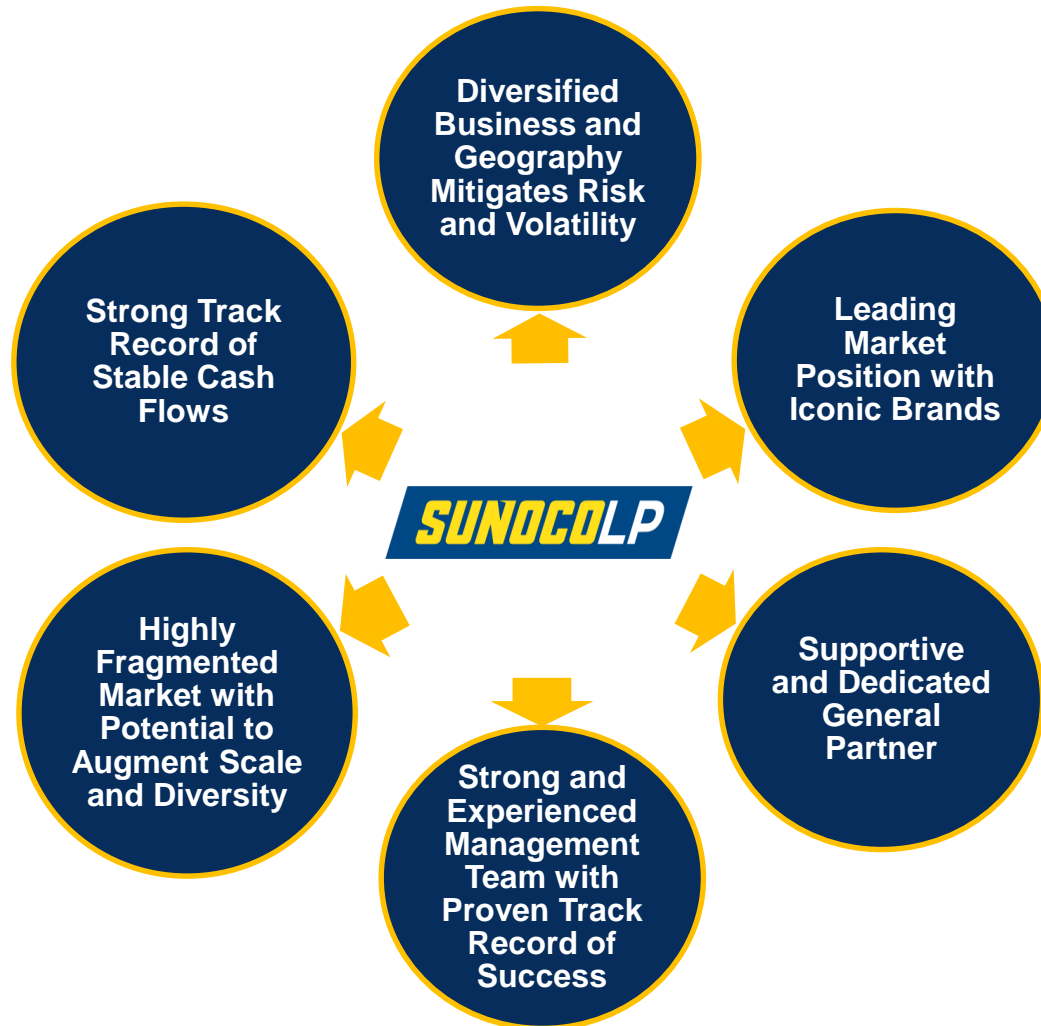 Diversified
Business and
Geography
Mitigates Risk
and Volatility
Strong Track
Record of
Stable Cash
Flows
Leading
Market
Position with
Iconic Brands
SUNOCOLP
Highly
Fragmented
Market with
Potential to
Augment Scale
and Diversity
Supportive
and Dedicated
General
Partner
Strong and
Experienced
Management
Team with
Proven Track
Record of
Success